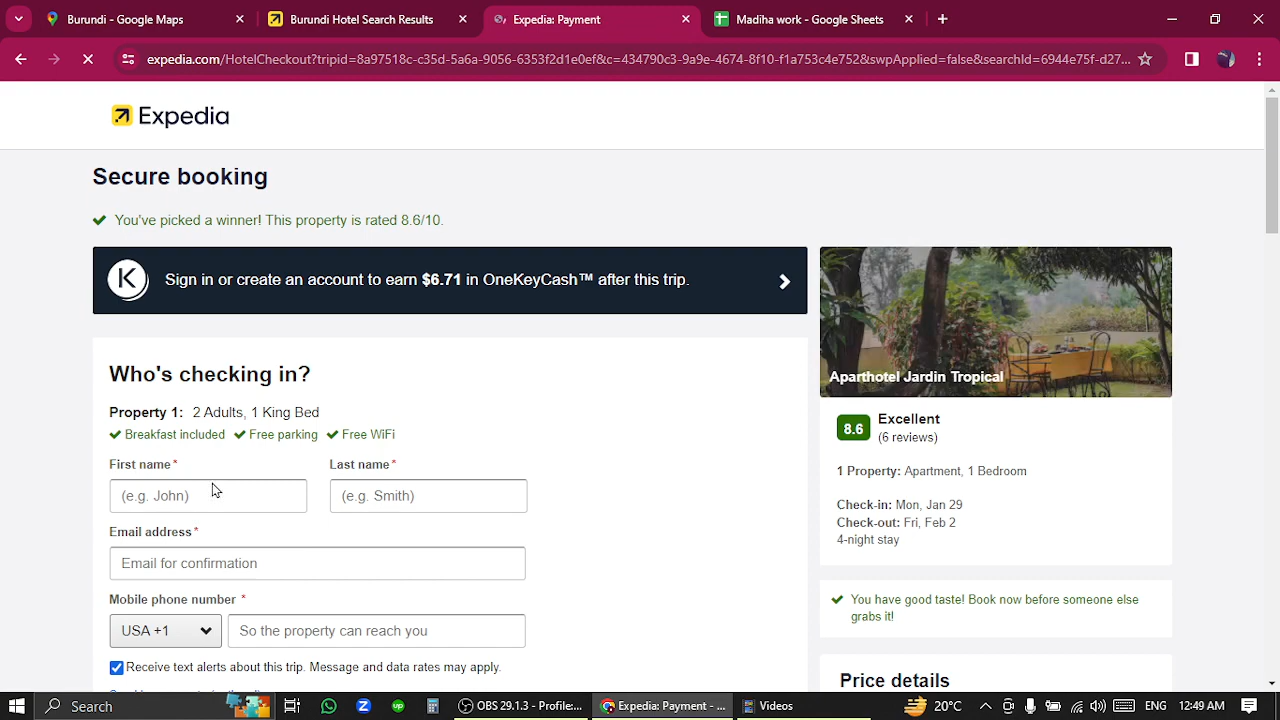 Burundi - Google Maps
Burundi Hotel Search Results
Expedia: Payment
Madiha work - Google Sheets
expedia.com/HotelCheckout?tripid=8a97518c-c35d-5a6a-9056-6353f2d1e0ef&c=434790c3-9a9e-4674-8f10-f1a753c4e752&swpApplied=false&searchId=6944e75f-d27...
Expedia
Secure booking
You've picked a winner! This property is rated 8.6/10.
K
Sign in or create an account to earn $6.71 in OneKeyCash™ after this trip.
Who's checking in?
Property 1: 2 Adults, 1 King Bed
Breakfast included Free parking Free WiFi
First name* Last name*
(e.g. John) (e.g. Smith)
Email address*
Email for confirmation
Mobile phone number *
USA +1 So the property can reach you
Receive text alerts about this trip. Message and data rates may apply.
Aparthotel Jardin Tropical
8.6 Excellent
(6 reviews)
1 Property: Apartment, 1 Bedroom
Check-in: Mon, Jan 29
Check-out: Fri, Feb 2
4-night stay
You have good taste! Book now before someone else
grabs it!
Price details
Search
OBS 29.1.3 - Profile:...
Expedia: Payment - ...
Videos
20°C
ENG
12:49 AM